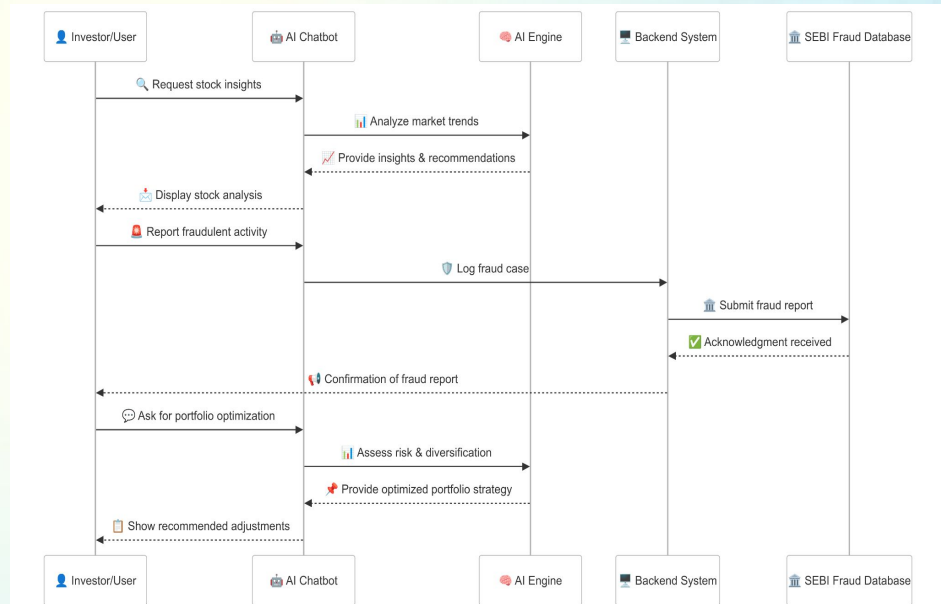 👤 Investor/User
🤖 AI Chatbot
🧠 AI Engine
🖥️ Backend System
🏛️ SEBI Fraud Database
🔍 Request stock insights
📊 Analyze market trends
📈 Provide insights & recommendations
📩 Display stock analysis
🚨 Report fraudulent activity
🛡️ Log fraud case
🏛️ Submit fraud report
✅ Acknowledgment received
📢 Confirmation of fraud report
💬 Ask for portfolio optimization
📊 Assess risk & diversification
📌 Provide optimized portfolio strategy
📋 Show recommended adjustments
👤 Investor/User
🤖 AI Chatbot
🧠 AI Engine
🖥️ Backend System
🏛️ SEBI Fraud Database